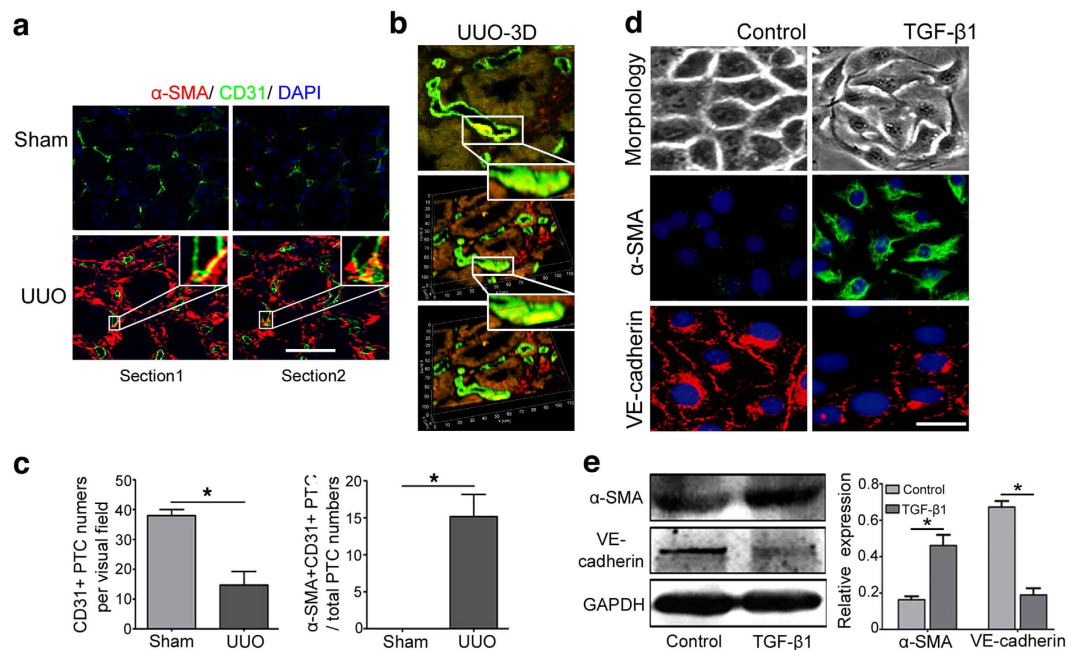 a
α-SMA/ CD31/ DAPI
Sham
UUO
Section1
Section2
b
UUO-3D
c
CD31+ PTC numers
per visual field
50
40
30
20
10
0
*
Sham
UUO
α-SMA+CD31+ PTC
/ total PTC numbers
20
15
10
5
0
*
Sham
UUO
d
Control
TGF-β1
Morphology
α-SMA
VE-cadherin
e
α-SMA
VE-
cadherin
GAPDH
Control
TGF-β1
Relative expression
0.8
0.6
0.4
0.2
0.0
Control
TGF-β1
*
*
α-SMA
VE-cadherin